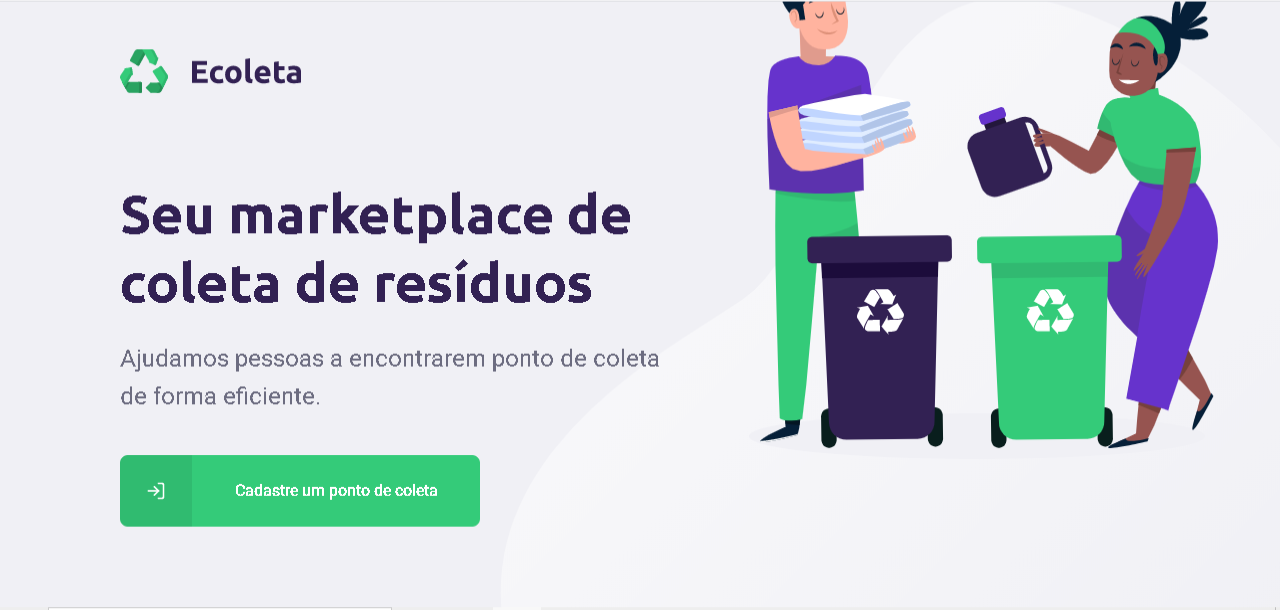 Ecoleta
Seu marketplace de
coleta de resíduos
Ajudamos pessoas a encontrarem ponto de coleta
de forma eficiente.
Cadastre um ponto de coleta